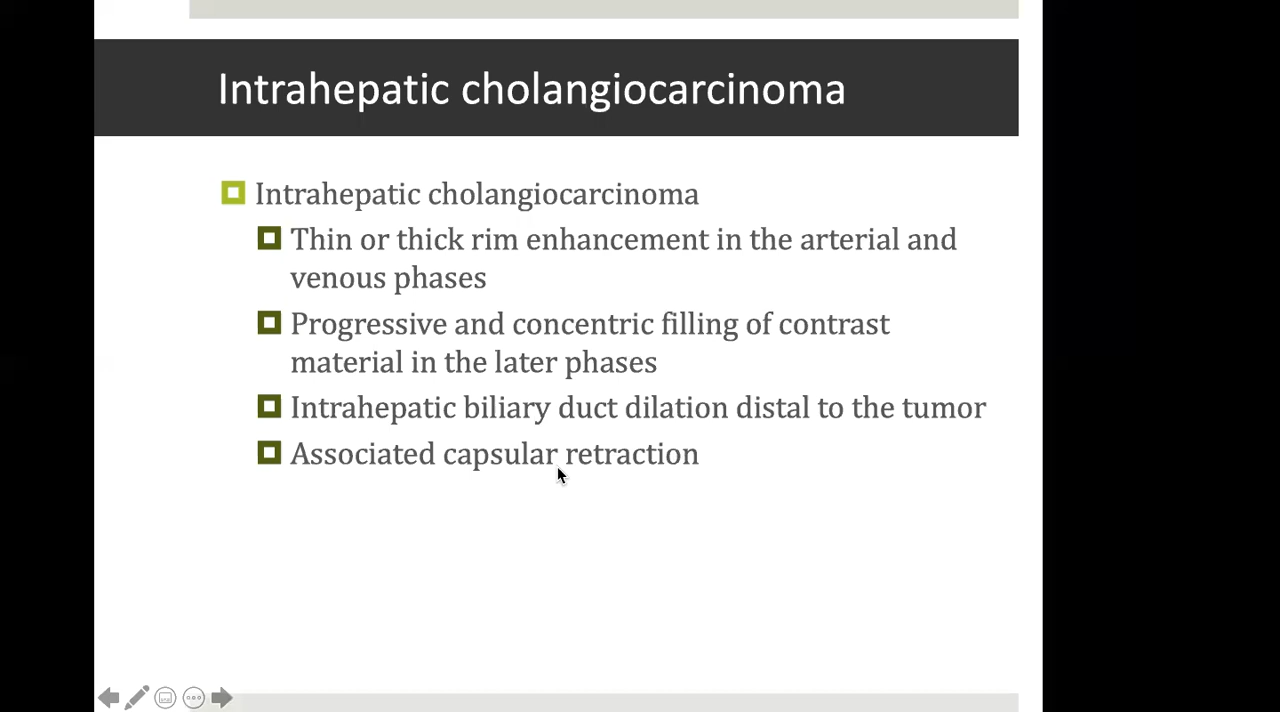 Intrahepatic cholangiocarcinoma
Intrahepatic cholangiocarcinoma
Thin or thick rim enhancement in the arterial and
venous phases
Progressive and concentric filling of contrast
material in the later phases
Intrahepatic biliary duct dilation distal to the tumor
Associated capsular retraction